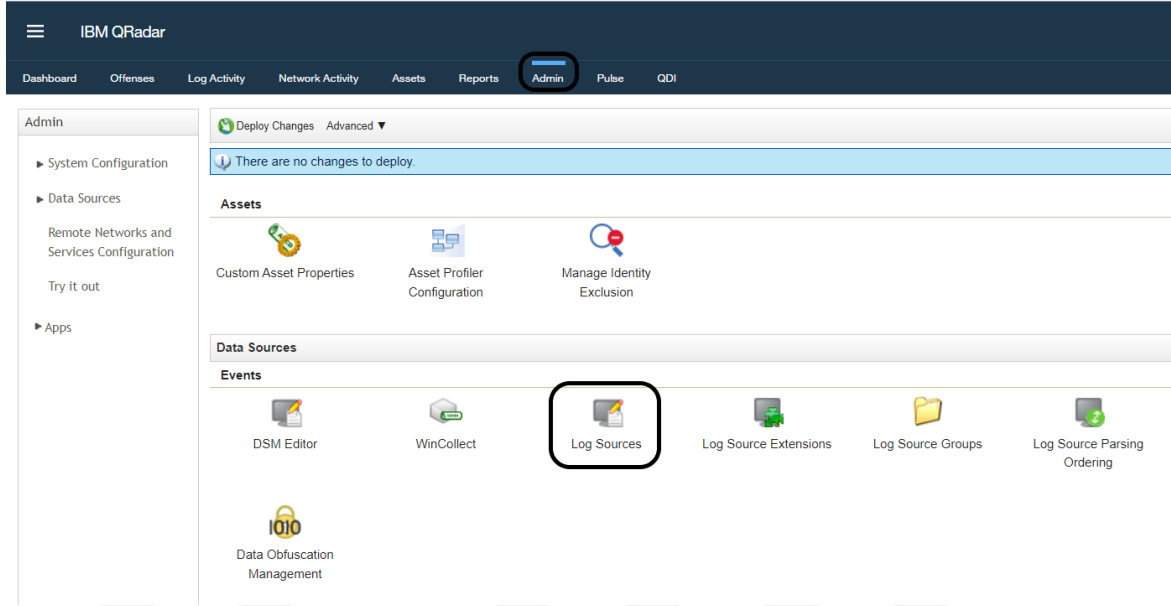 IBM QRadar
Dashboard Offenses Log Activity Network Activity Assets Reports Admin Pulse QDI
Admin
System Configuration
Data Sources
Remote Networks and
Services Configuration
Try it out
Apps
Deploy Changes Advanced ▼
There are no changes to deploy.
Assets
Custom Asset Properties
Asset Profiler
Configuration
Manage Identity
Exclusion
Data Sources
Events
DSM Editor
WinCollect
Log Sources
Log Source Extensions
Log Source Groups
Log Source Parsing
Ordering
1010
Data Obfuscation
Management